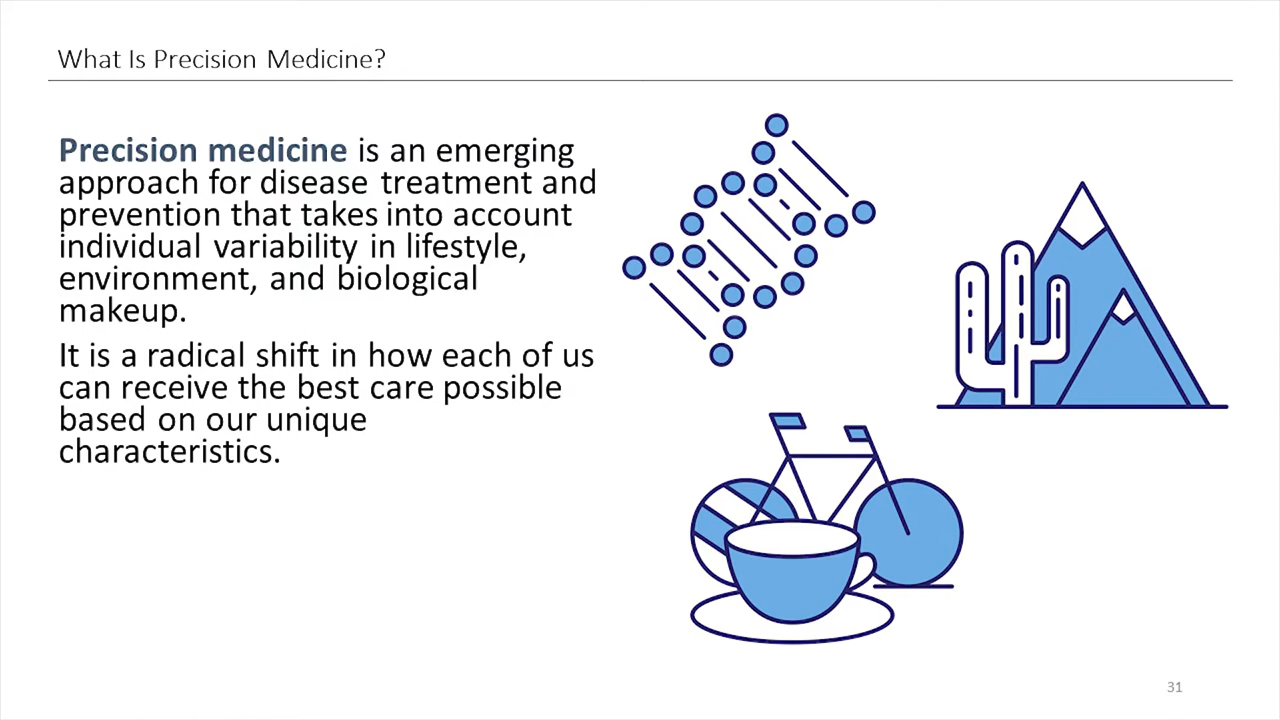 What Is Precision Medicine?
Precision medicine is an emerging
approach for disease treatment and
prevention that takes into account
individual variability in lifestyle,
environment, and biological
makeup.
It is a radical shift in how each of us
can receive the best care possible
based on our unique
characteristics.
31